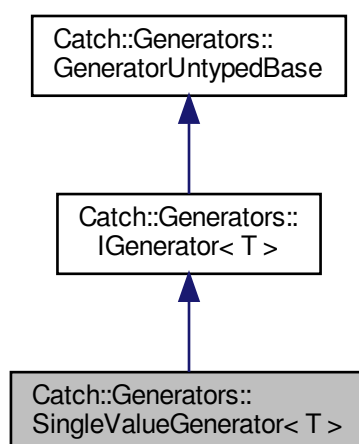 Catch::Generators::
GeneratorUntypedBase
Catch::Generators::
IGenerator< T >
Catch::Generators::
SingleValueGenerator< T >